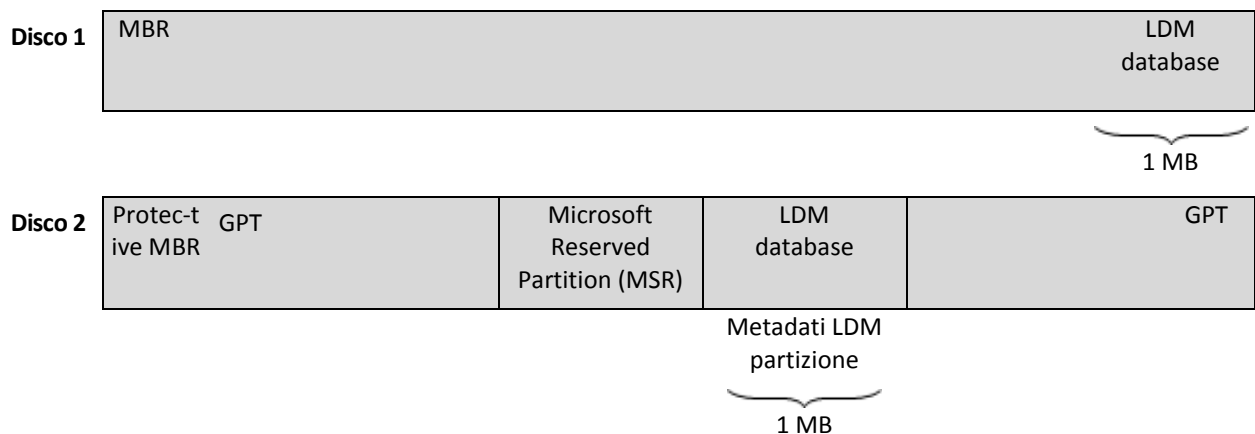 Disco 1
MBR
LDM
database
1 MB
Disco 2
Protec-t
ive MBR
GPT
Microsoft
Reserved
Partition (MSR)
LDM
database
GPT
Metadati LDM
partizione
1 MB